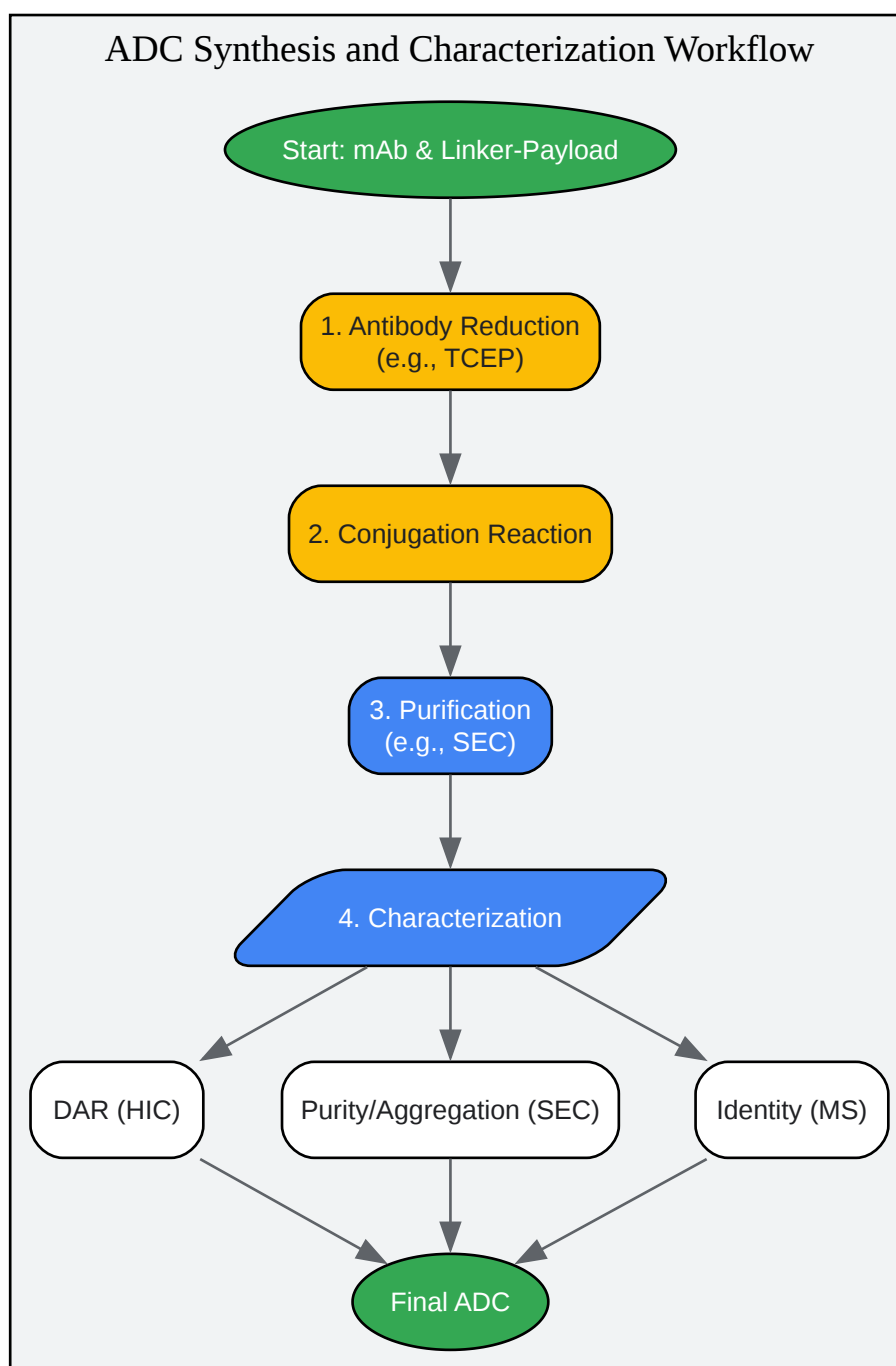 ADC Synthesis and Characterization Workflow
Start: mAb & Linker-Payload
1. Antibody Reduction
(e.g., TCEP)
2. Conjugation Reaction
3. Purification
(e.g., SEC)
4. Characterization
DAR (HIC)
Purity/Aggregation (SEC)
Identity (MS)
Final ADC